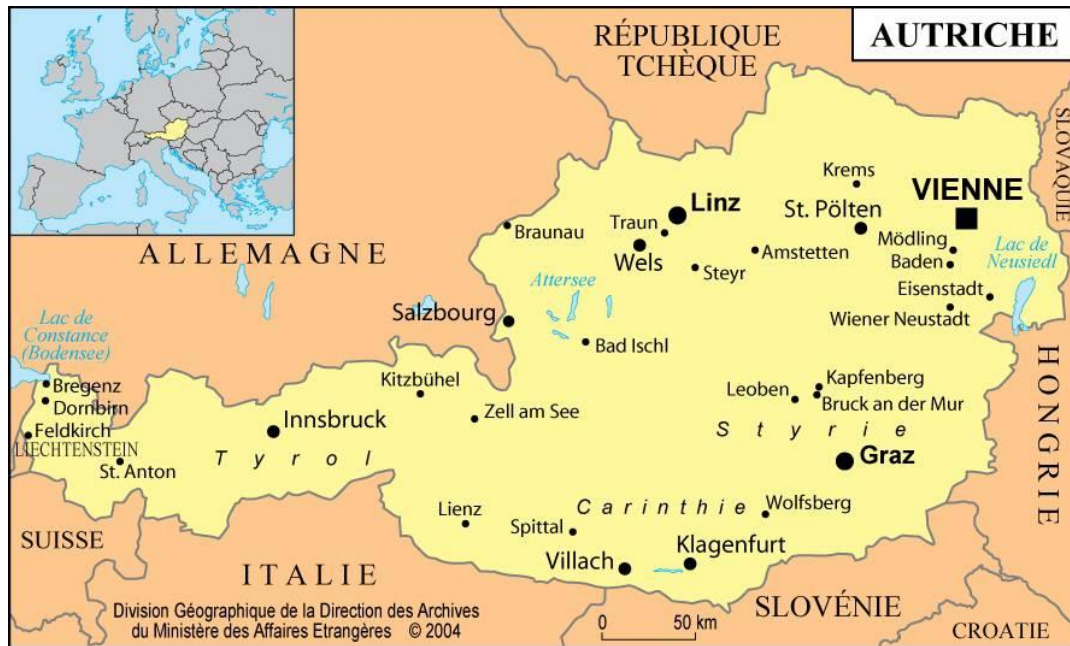 AUTRICHE
RÉPUBLIQUE
TCHÈQUE
SLOVAQUIE
Krems
VIENNE
Linz
St. Pölten
Traun
Braunau
Wels
Amstetten
Mödling
Baden
Lac de
Neusiedl
ALLEMAGNE
Steyr
Attersee
Eisenstadt
Salzbourg
Wiener Neustadt
Lac de
Constance
(Bodensee)
Bad Ischl
HONGRIE
Bregenz
Kitzbühel
Leoben
Kapfenberg
Dornbirn
Bruck an der Mur
Zell am See
Innsbruck
Feldkirch
Styrie
LIECHTENSTEIN
Tyrol
Graz
St. Anton
Carinthie
Wolfsberg
Lienz
Spittal
SUISSE
Villach
Klagenfurt
ITALIE
SLOVÉNIE
Division Géographique de la Direction des Archives
du Ministère des Affaires Etrangères © 2004
0 50 km
CROATIE